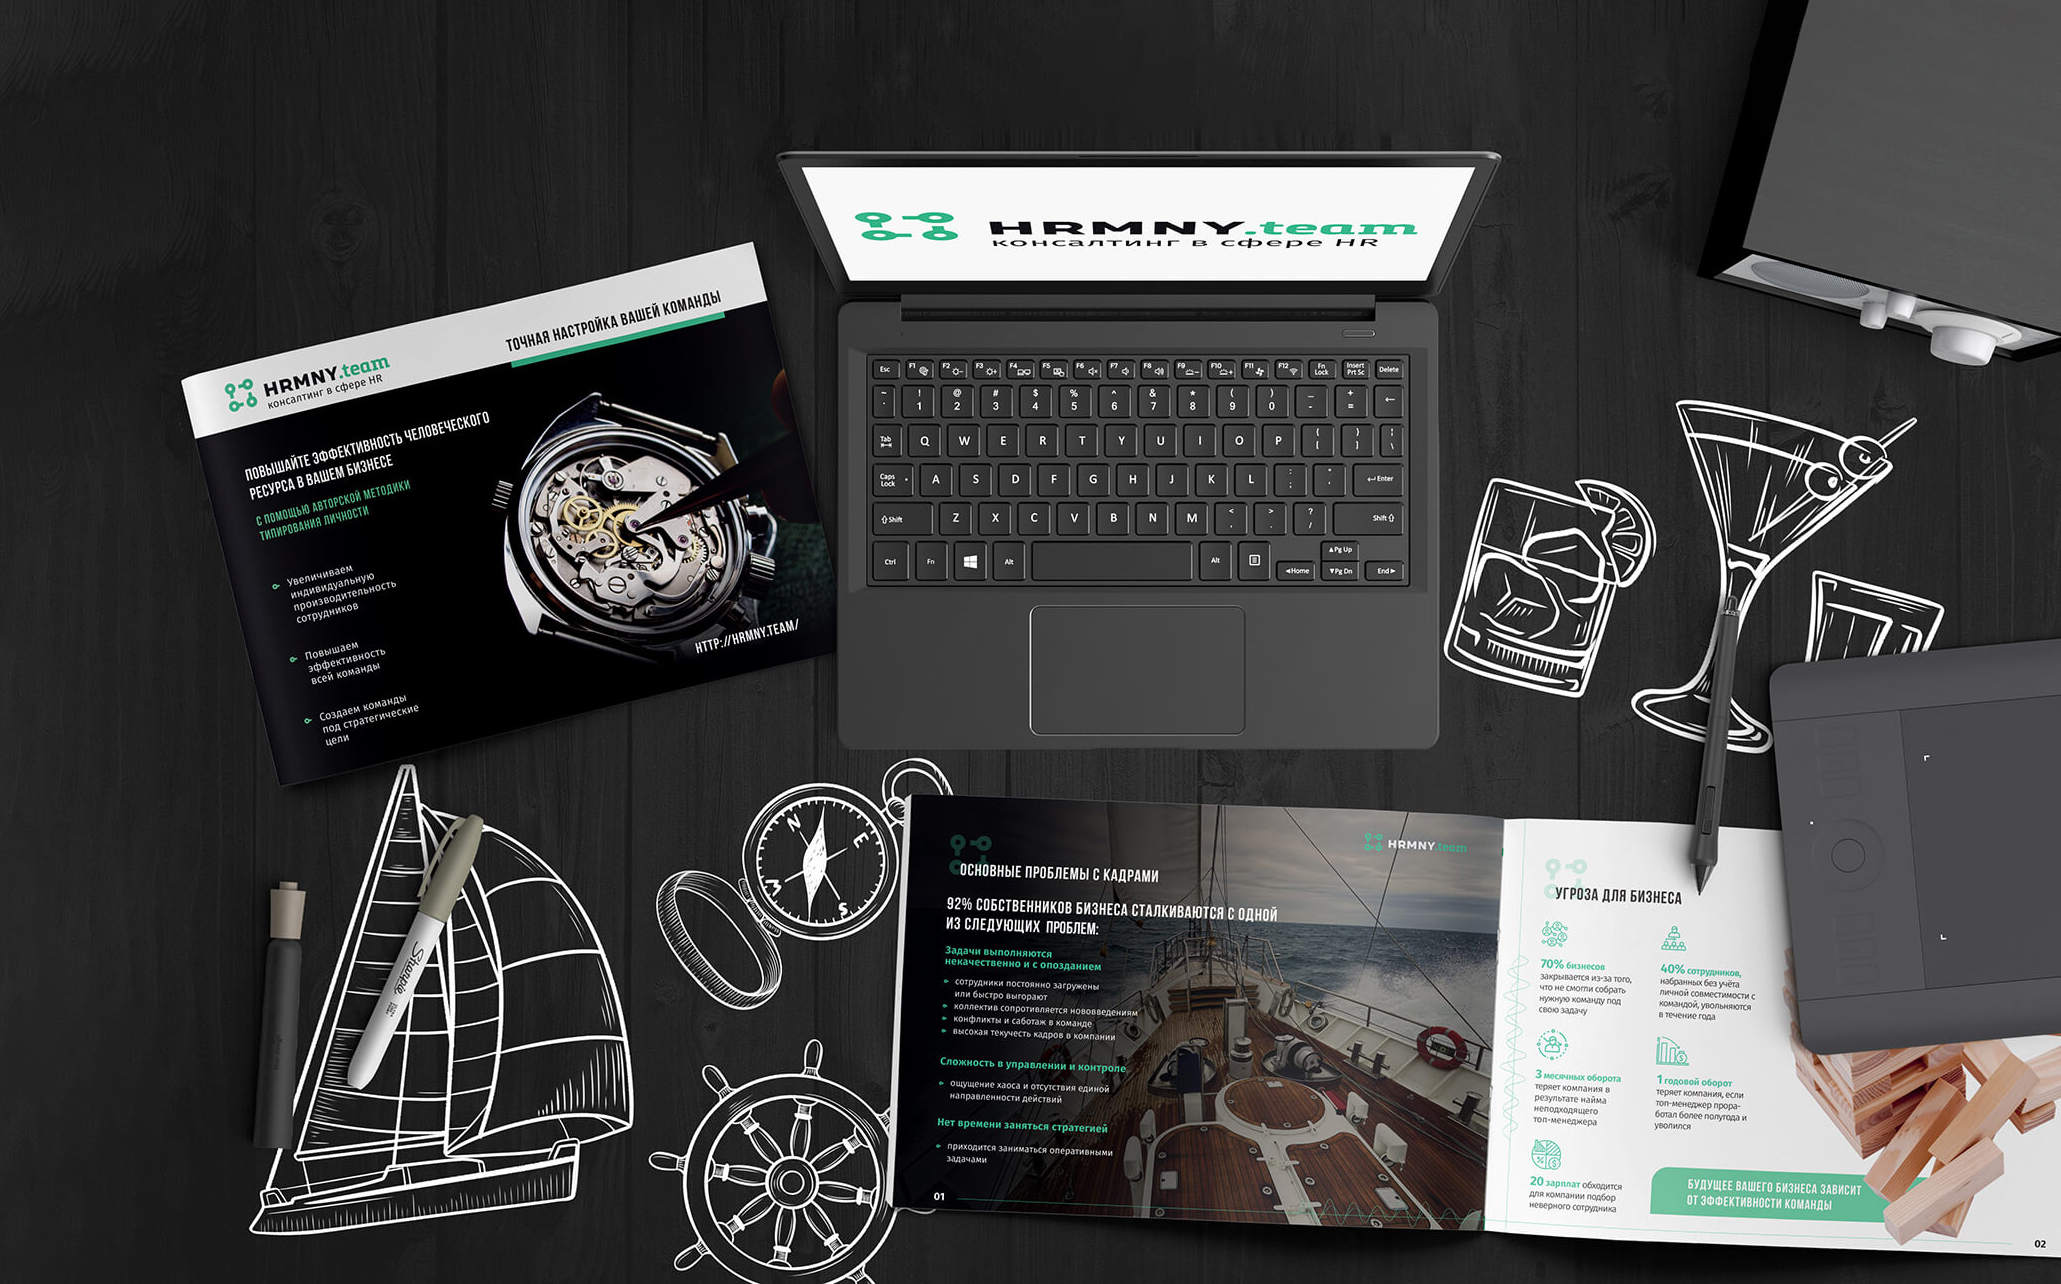 HRMNY.team
консалтинг в сфере HR
ТОЧНАЯ НАСТРОЙКА ВАШЕЙ КОМАНДЫ
HRMNY.team
консалтинг в сфере HR
ПОВЫШАЙТЕ ЭФФЕКТИВНОСТЬ ЧЕЛОВЕЧЕСКОГО
РЕСУРСА В ВАШЕМ БИЗНЕСЕ
С ПОМОЩЬЮ АВТОРСКОЙ МЕТОДИКИ
ТИПИРОВАНИЯ ЛИЧНОСТИ
Увеличиваем
индивидуальную
производительность
сотрудников
Повышаем
эффективность
всей команды
Создаем команды
под стратегические
цели
HTTP://HRMNY.TEAM/
Esc F1 F2 F3 F4 F5 F6 F7 F8 F9 F10 F11 F12 Fn Lock Insert Prt Sc Delete
~ ` ! 1 @ 2 # 3 $ 4 % 5 ^ 6 & 7 * 8 ( 9 ) 0 _ - + = ←
Tab Q W E R T Y U I O P { [ } ] ¦ \
Caps Lock A S D F G H J K L : ; " ' ↵ Enter
⇧ Shift Z X C V B N M < , > . ? / Shift ⇧
Ctrl Fn Alt Alt ◂Home ▴Pg Up ▾Pg Dn End▸
N
E
S
W
Sharpie
HRMNY.team
ОСНОВНЫЕ ПРОБЛЕМЫ С КАДРАМИ
92% СОБСТВЕННИКОВ БИЗНЕСА СТАЛКИВАЮТСЯ С ОДНОЙ
ИЗ СЛЕДУЮЩИХ ПРОБЛЕМ:
Задачи выполняются
некачественно и с опозданием
сотрудники постоянно загружены
или быстро выгорают
коллектив сопротивляется нововведениям
конфликты и саботаж в команде
высокая текучесть кадров в компании
Сложность в управлении и контроле
ощущение хаоса и отсутствия единой
направленности действий
Нет времени заняться стратегией
приходится заниматься оперативными
задачами
01
УГРОЗА ДЛЯ БИЗНЕСА
70% бизнесов
закрывается из-за того,
что не смогли собрать
нужную команду под
свою задачу
40% сотрудников,
набранных без учёта
личной совместимости с
командой, увольняются
в течение года
3 месячных оборота
теряет компания в
результате найма
неподходящего
топ-менеджера
1 годовой оборот
теряет компания, если
топ-менеджер прора-
ботал более полугода и
уволился
20 зарплат обходится
для компании подбор
неверного сотрудника
БУДУЩЕЕ ВАШЕГО БИЗНЕСА ЗАВИСИТ
ОТ ЭФФЕКТИВНОСТИ КОМАНДЫ
02